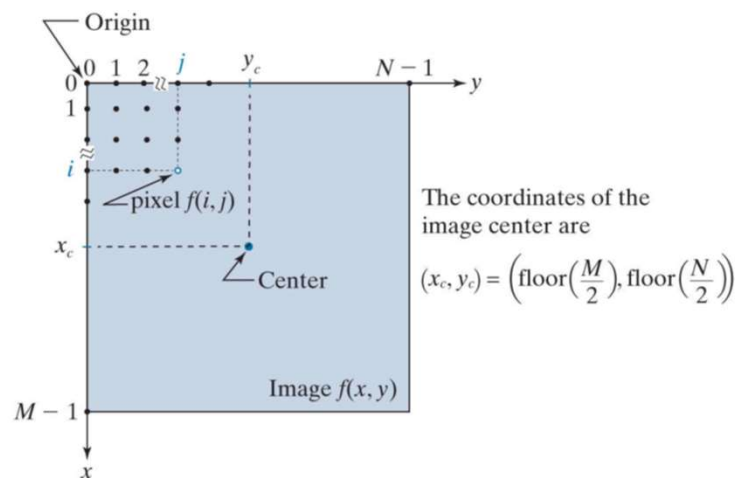 Origin
0 1 2 j y_c N − 1
0
y
1
i
pixel f(i, j)
The coordinates of the
image center are
x_c
(x_c, y_c) = (floor(M/2), floor(N/2))
Center
Image f(x, y)
M − 1
x